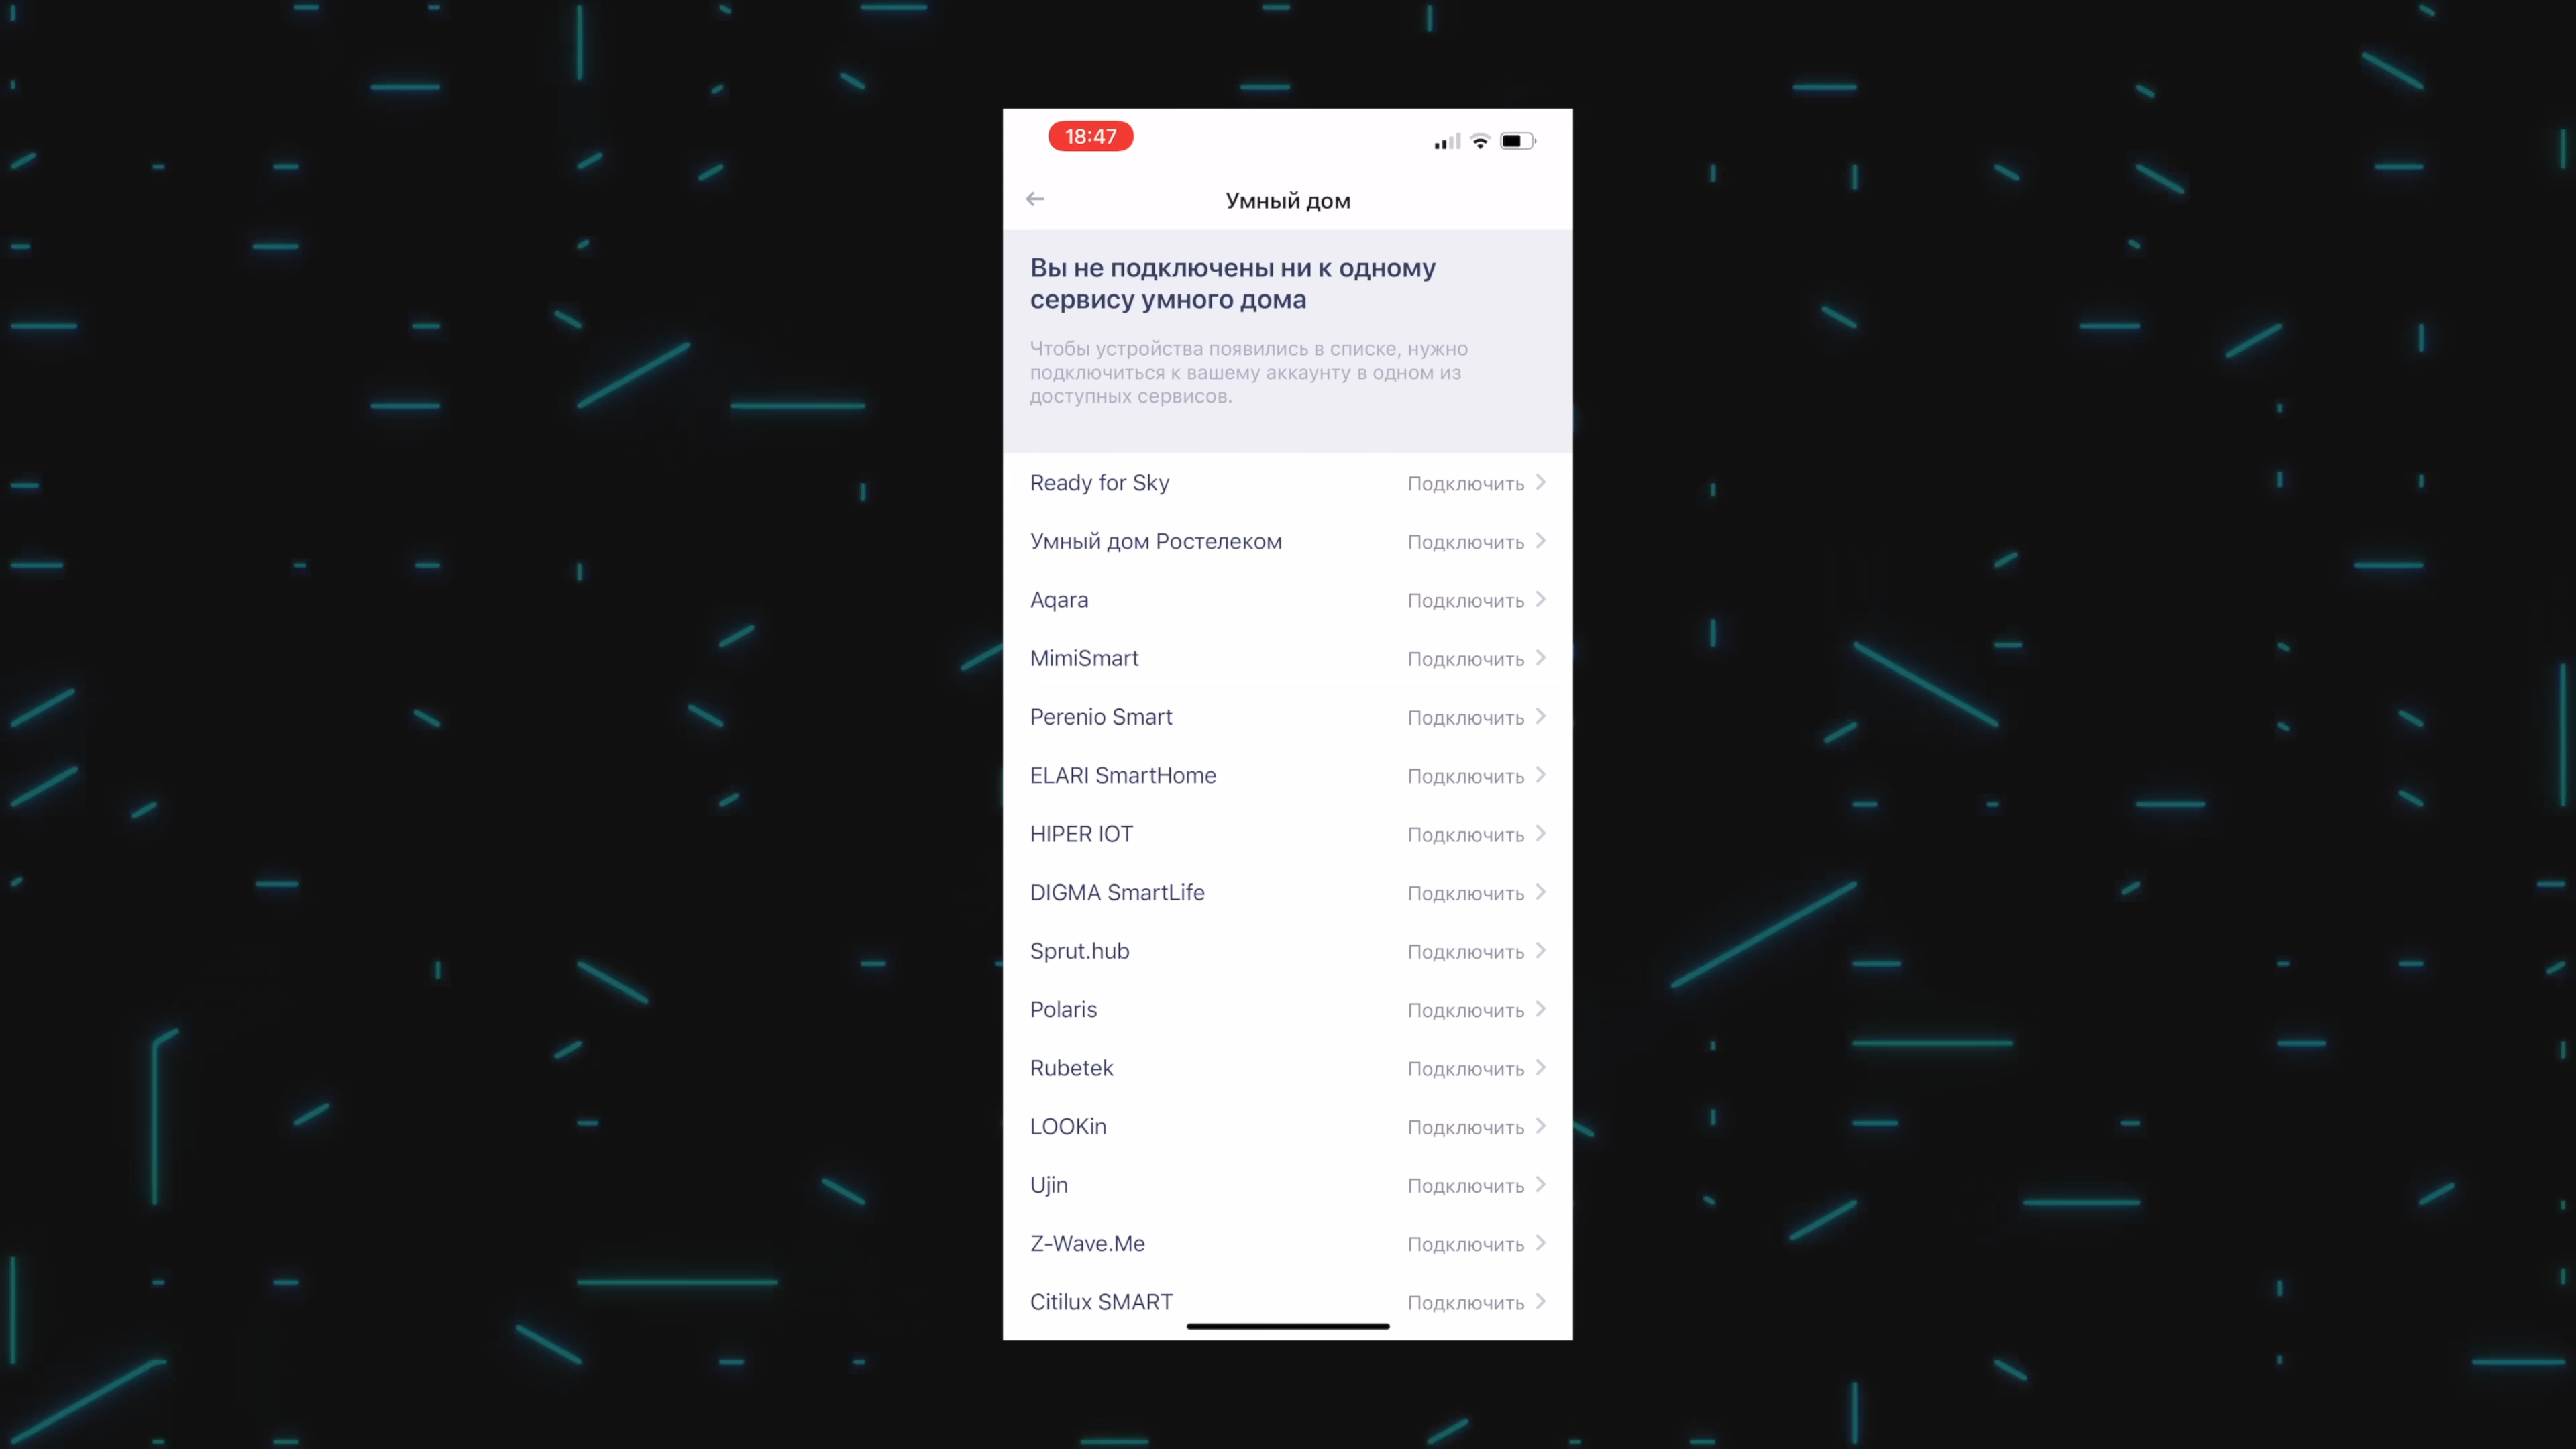 18:47
Умный дом
Вы не подключены ни к одному
сервису умного дома
Чтобы устройства появились в списке, нужно
подключиться к вашему аккаунту в одном из
доступных сервисов.
Ready for Sky Подключить
Умный дом Ростелеком Подключить
Aqara Подключить
MimiSmart Подключить
Perenio Smart Подключить
ELARI SmartHome Подключить
HIPER IOT Подключить
DIGMA SmartLife Подключить
Sprut.hub Подключить
Polaris Подключить
Rubetek Подключить
LOOKin Подключить
Ujin Подключить
Z-Wave.Me Подключить
Citilux SMART Подключить